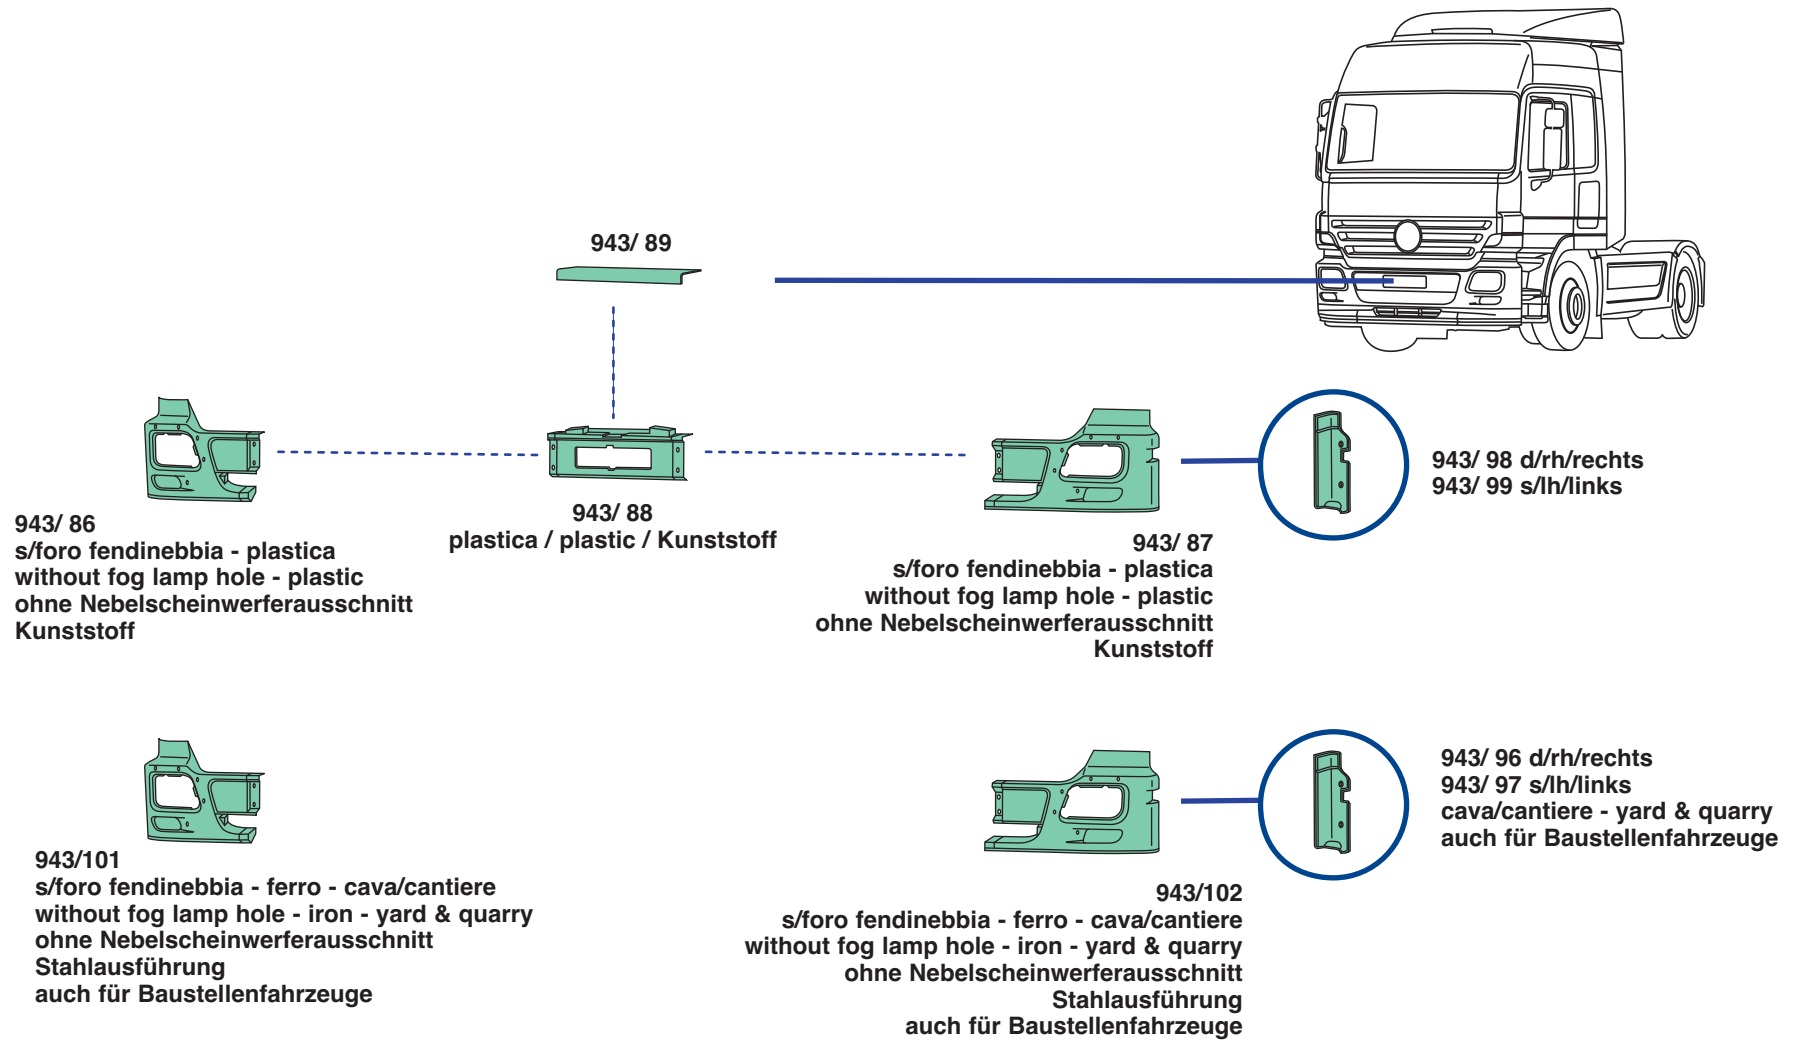 943/ 89
943/ 86
s/foro fendinebbia - plastica
without fog lamp hole - plastic
ohne Nebelscheinwerferausschnitt
Kunststoff
943/ 88
plastica / plastic / Kunststoff
943/ 87
s/foro fendinebbia - plastica
without fog lamp hole - plastic
ohne Nebelscheinwerferausschnitt
Kunststoff
943/ 98 d/rh/rechts
943/ 99 s/lh/links
943/101
s/foro fendinebbia - ferro - cava/cantiere
without fog lamp hole - iron - yard & quarry
ohne Nebelscheinwerferausschnitt
Stahlausführung
auch für Baustellenfahrzeuge
943/102
s/foro fendinebbia - ferro - cava/cantiere
without fog lamp hole - iron - yard & quarry
ohne Nebelscheinwerferausschnitt
Stahlausführung
auch für Baustellenfahrzeuge
943/ 96 d/rh/rechts
943/ 97 s/lh/links
cava/cantiere - yard & quarry
auch für Baustellenfahrzeuge